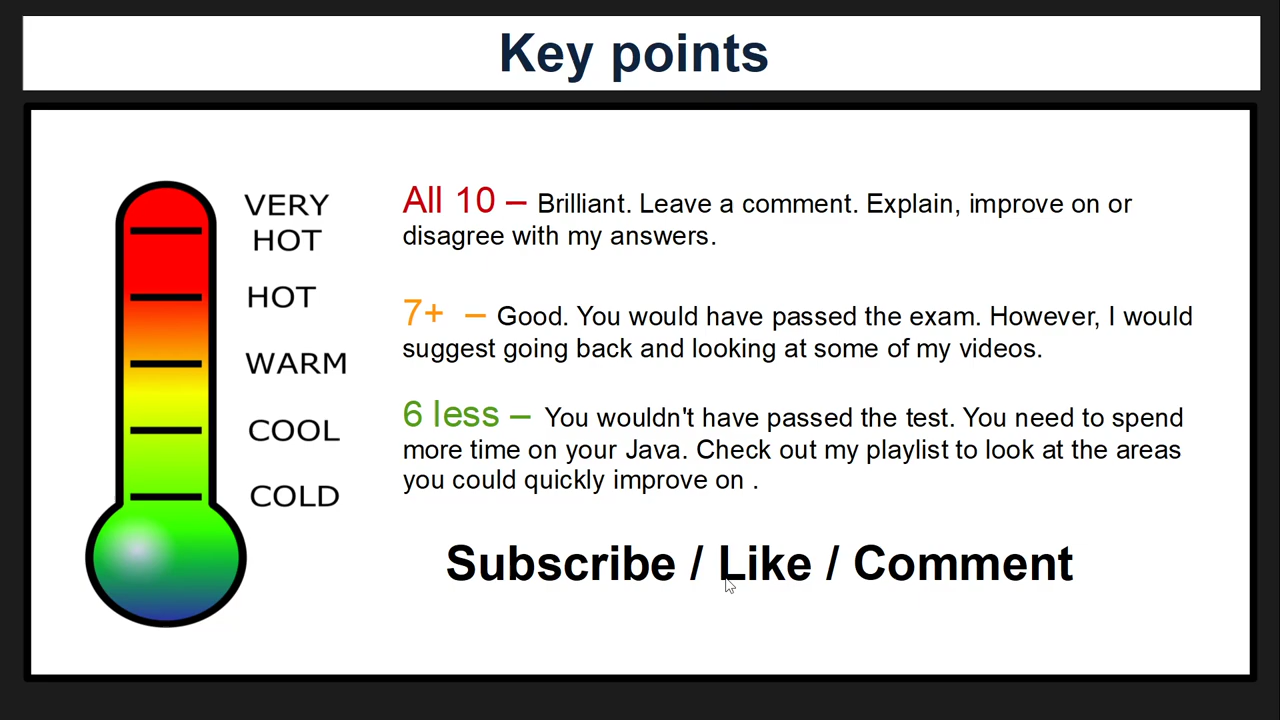 Key points
VERY
HOT
HOT
WARM
COOL
COLD
All 10 – Brilliant. Leave a comment. Explain, improve on or
disagree with my answers.
7+ – Good. You would have passed the exam. However, I would
suggest going back and looking at some of my videos.
6 less – You wouldn't have passed the test. You need to spend
more time on your Java. Check out my playlist to look at the areas
you could quickly improve on .
Subscribe / Like / Comment